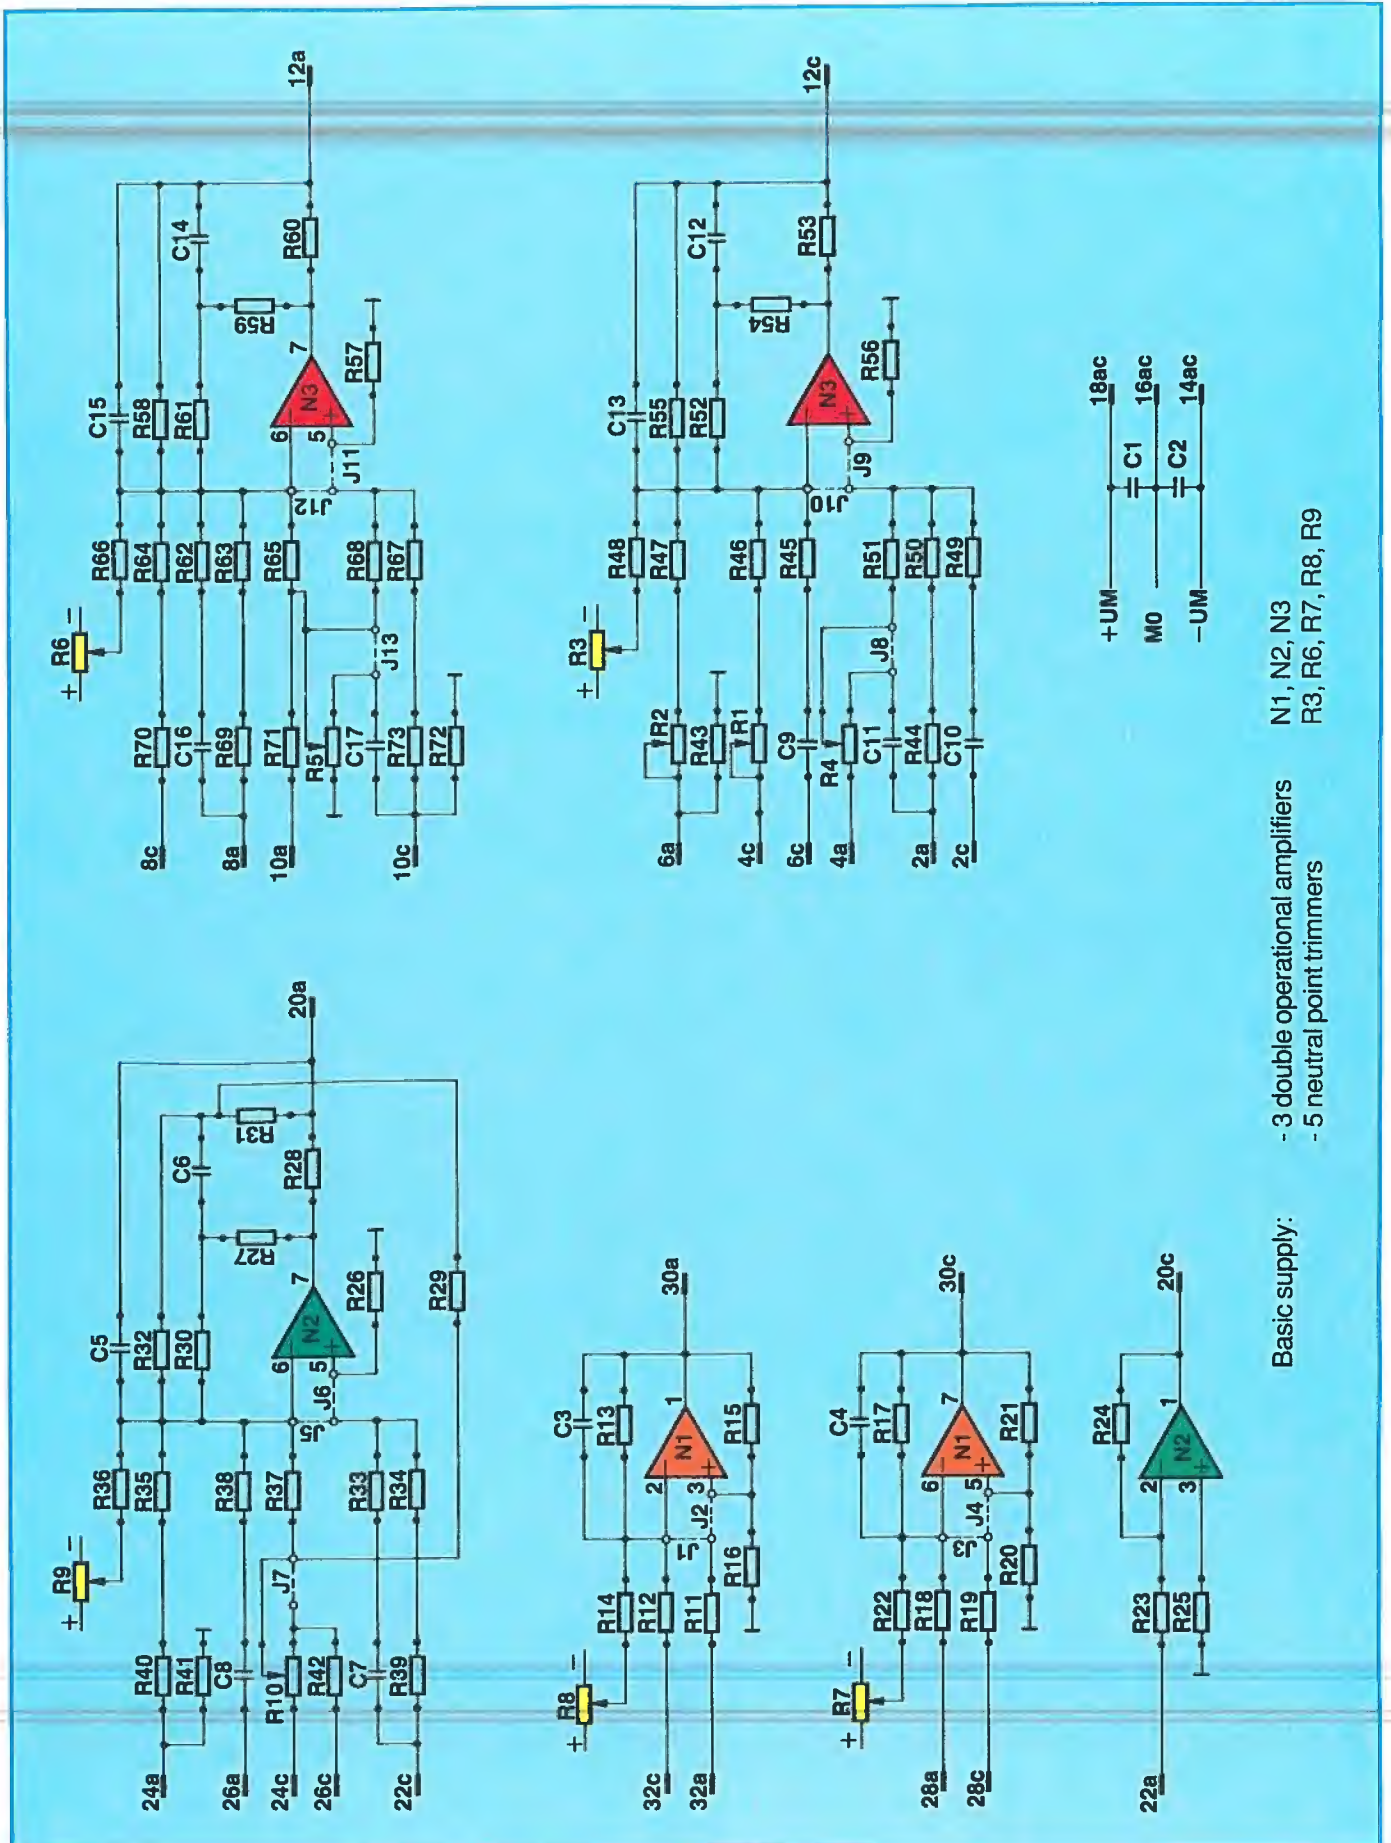 12a
C15
C14
R58
R61
R59
R60
R57
N3
7
6
5
J11
J12
R66
R64
R62
R63
R65
R68
R67
R6
+
−
J13
R70
C16
R69
R71
R5
C17
R73
R72
8c
8a
10a
10c
12c
C13
C12
R55
R52
R54
R53
R56
N3
J9
J10
R48
R47
R46
R45
R51
R50
R49
R3
+
−
J8
R2
R43
R1
C9
R4
C11
R44
C10
6a
4c
6c
4a
2a
2c
20a
C5
C6
R31
R28
R27
R32
R30
R26
R29
N2
7
6
5
J6
J5
R36
R35
R38
R37
R33
R34
R9
+
−
J7
R40
R41
C8
R10
R42
C7
R39
24a
26a
24c
26c
22c
30a
C3
R13
R15
N1
1
2
3
J2
J1
R14
R12
R11
R16
R8
+
−
32c
32a
30c
C4
R17
R21
N1
7
6
5
J4
J3
R22
R18
R19
R20
R7
+
−
28a
28c
20c
R24
N2
1
2
3
R23
R25
22a
18ac
16ac
14ac
C1
C2
+UM
M0
−UM
Basic supply: - 3 double operational amplifiers N1, N2, N3
- 5 neutral point trimmers R3, R6, R7, R8, R9